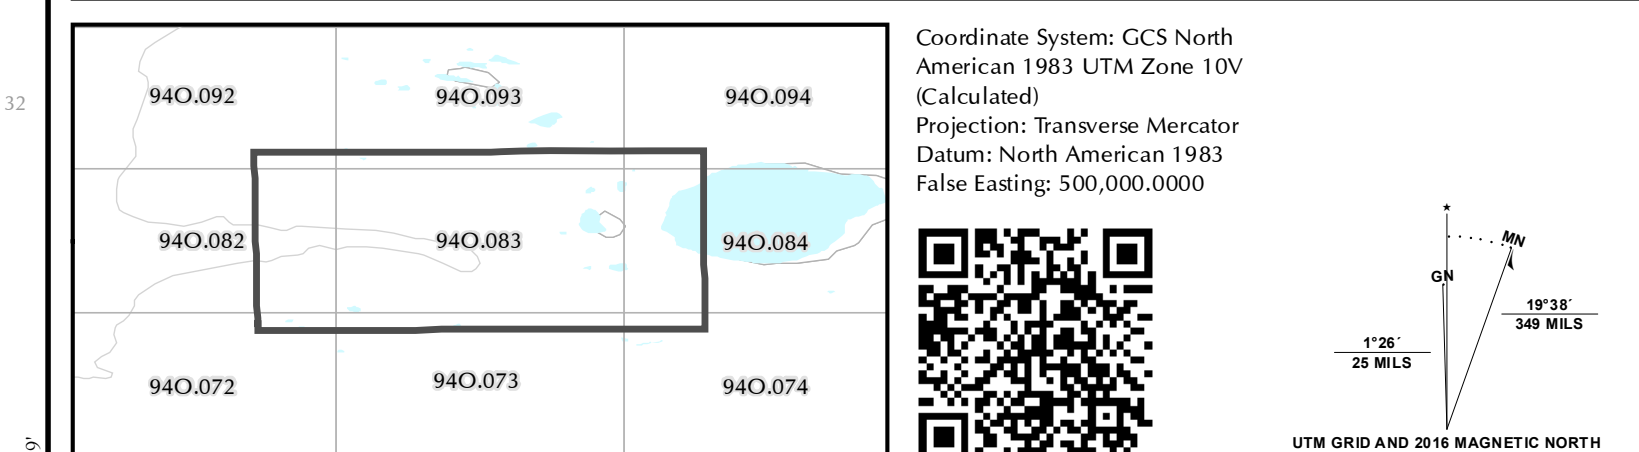 32
94O.092
94O.093
94O.094
94O.082
94O.083
94O.084
94O.072
94O.073
94O.074
9'
Coordinate System: GCS North
American 1983 UTM Zone 10V
(Calculated)
Projection: Transverse Mercator
Datum: North American 1983
False Easting: 500,000.0000
MN
GN
19°38´
349 MILS
1°26´
25 MILS
UTM GRID AND 2016 MAGNETIC NORTH